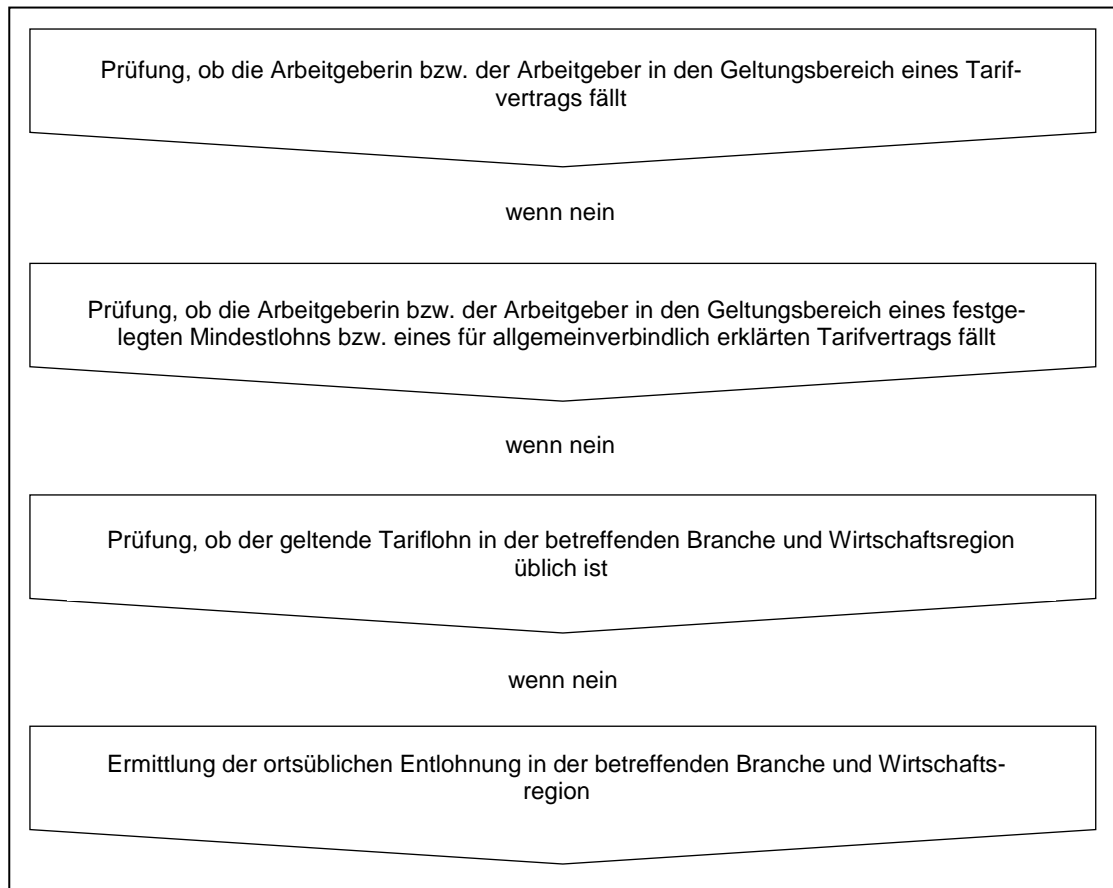 Prüfung, ob die Arbeitgeberin bzw. der Arbeitgeber in den Geltungsbereich eines Tarif-
vertrags fällt
wenn nein
Prüfung, ob die Arbeitgeberin bzw. der Arbeitgeber in den Geltungsbereich eines festge-
legten Mindestlohns bzw. eines für allgemeinverbindlich erklärten Tarifvertrags fällt
wenn nein
Prüfung, ob der geltende Tariflohn in der betreffenden Branche und Wirtschaftsregion
üblich ist
wenn nein
Ermittlung der ortsüblichen Entlohnung in der betreffenden Branche und Wirtschafts-
region